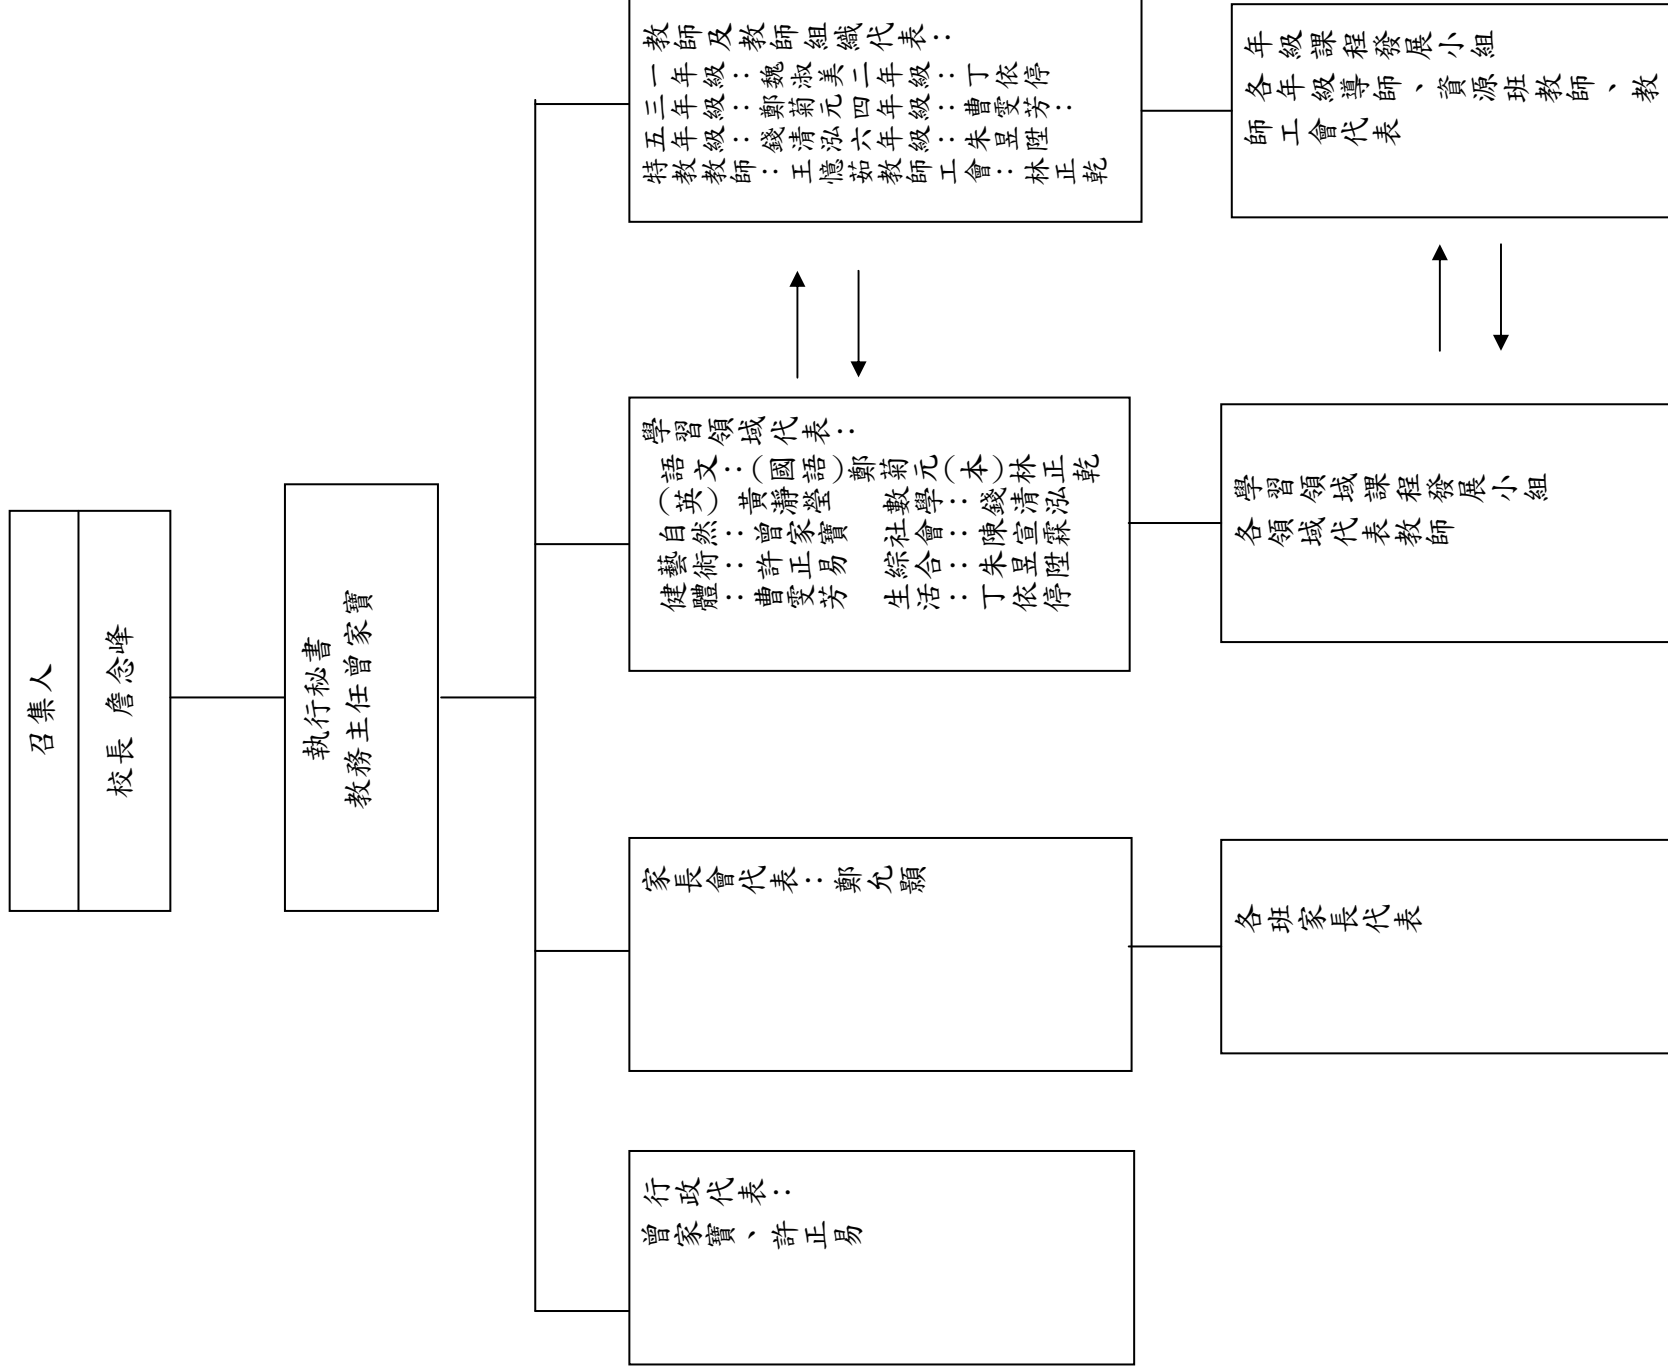 召集人
校長 詹念峰
執行秘書
教務主任曾家寶
行政代表：
曾家寶、許正易
家長會代表：鄭允顥
學習領域代表：
語文：(國語)鄭菊元(本)林正乾
(英)黃瀞瑩 數學：錢清泓
自然：曾家寶 社會：陳宣霖
藝術：許正易 綜合：朱昱陞
健體：曹雯芳 生活：丁依停
教師及教師組織代表：
一年級：魏淑美二年級：丁依停
三年級：鄭菊元四年級：曹雯芳：
五年級：錢清泓六年級：朱昱陞
特教教師：王憶茹教師工會：林正乾
各班家長代表
學習領域課程發展小組
各領域代表教師
年級課程發展小組
各年級導師、資源班教師、教
師工會代表